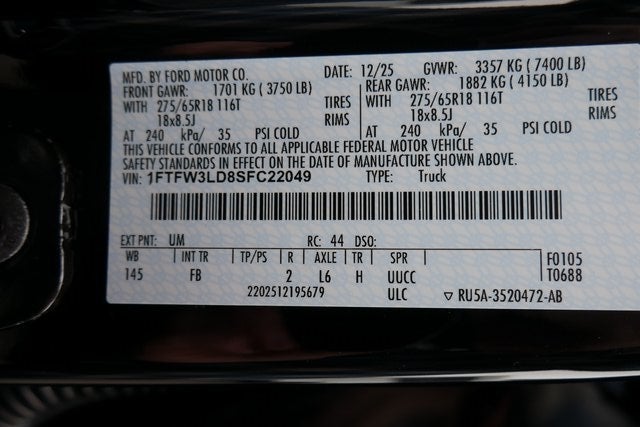 MFD. BY FORD MOTOR CO. DATE: 12/25 GVWR: 3357 KG ( 7400 LB)
FRONT GAWR: 1701 KG ( 3750 LB) REAR GAWR: 1882 KG ( 4150 LB)
WITH 275/65R18 116T TIRES WITH 275/65R18 116T TIRES
18x8.5J RIMS 18x8.5J RIMS
AT 240 kPa/ 35 PSI COLD AT 240 kPa/ 35 PSI COLD
THIS VEHICLE CONFORMS TO ALL APPLICABLE FEDERAL MOTOR VEHICLE
SAFETY STANDARDS IN EFFECT ON THE DATE OF MANUFACTURE SHOWN ABOVE.
VIN: 1FTFW3LD8SFC22049 TYPE: Truck
EXT PNT: UM RC: 44 DSO:
WB INT TR TP/PS R AXLE TR SPR F0105
145 FB 2 L6 H UUCC T0688
2202512195679 ULC ▽ RU5A-3520472-AB